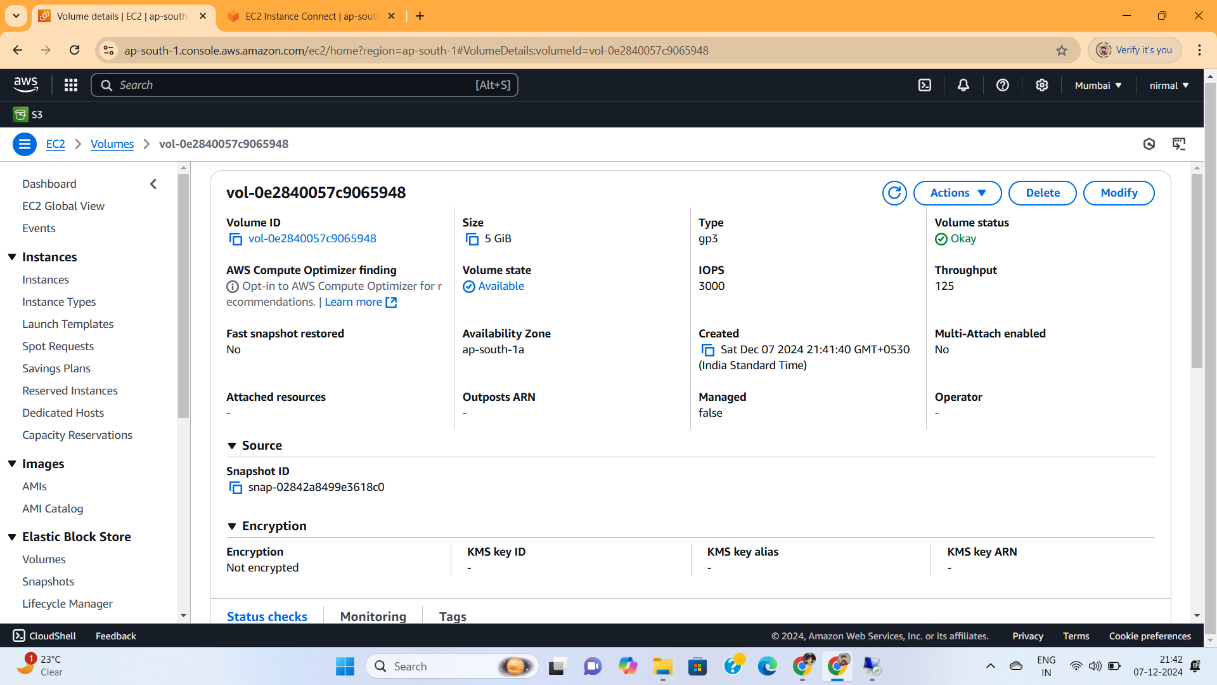 Volume details | EC2 | ap-south-
EC2 Instance Connect | ap-sout
ap-south-1.console.aws.amazon.com/ec2/home?region=ap-south-1#VolumeDetails:volumeId=vol-0e2840057c9065948
Verify it's you
aws
Search
[Alt+S]
Mumbai
nirmal
S3
EC2
Volumes
vol-0e2840057c9065948
Dashboard
EC2 Global View
Events
Instances
Instances
Instance Types
Launch Templates
Spot Requests
Savings Plans
Reserved Instances
Dedicated Hosts
Capacity Reservations
Images
AMIs
AMI Catalog
Elastic Block Store
Volumes
Snapshots
Lifecycle Manager
vol-0e2840057c9065948
Actions
Delete
Modify
Volume ID
vol-0e2840057c9065948
Size
5 GiB
Type
gp3
Volume status
Okay
AWS Compute Optimizer finding
Opt-in to AWS Compute Optimizer for r
ecommendations. | Learn more
Volume state
Available
IOPS
3000
Throughput
125
Fast snapshot restored
No
Availability Zone
ap-south-1a
Created
Sat Dec 07 2024 21:41:40 GMT+0530
(India Standard Time)
Multi-Attach enabled
No
Attached resources
-
Outposts ARN
-
Managed
false
Operator
-
Source
Snapshot ID
snap-02842a8499e3618c0
Encryption
Encryption
Not encrypted
KMS key ID
-
KMS key alias
-
KMS key ARN
-
Status checks
Monitoring
Tags
CloudShell
Feedback
© 2024, Amazon Web Services, Inc. or its affiliates.
Privacy
Terms
Cookie preferences
1
23°C
Clear
Search
ENG
IN
21:42
07-12-2024